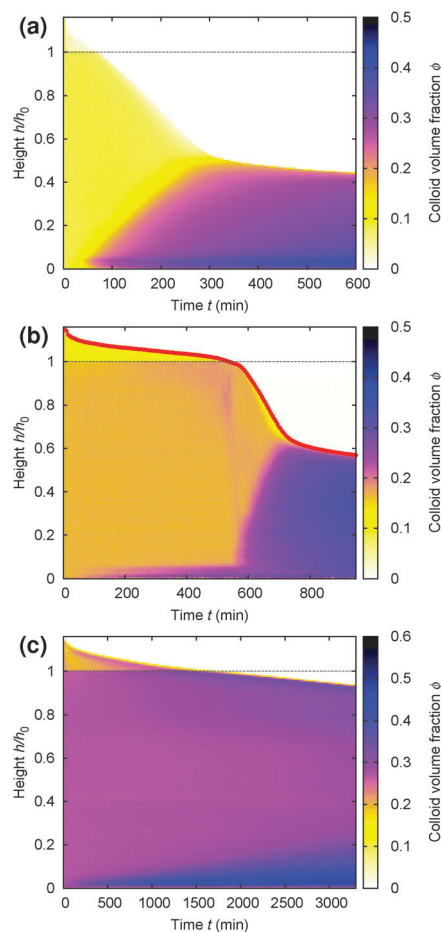 (a)
Height h/h₀
1
0.8
0.6
0.4
0.2
0
0 100 200 300 400 500 600
Time t (min)
0.5
0.4
0.3
0.2
0.1
0
Colloid volume fraction ϕ
(b)
Height h/h₀
1
0.8
0.6
0.4
0.2
0
0 200 400 600 800
Time t (min)
0.5
0.4
0.3
0.2
0.1
0
Colloid volume fraction ϕ
(c)
Height h/h₀
1
0.8
0.6
0.4
0.2
0
0 500 1000 1500 2000 2500 3000
Time t (min)
0.6
0.5
0.4
0.3
0.2
0.1
0
Colloid volume fraction ϕ